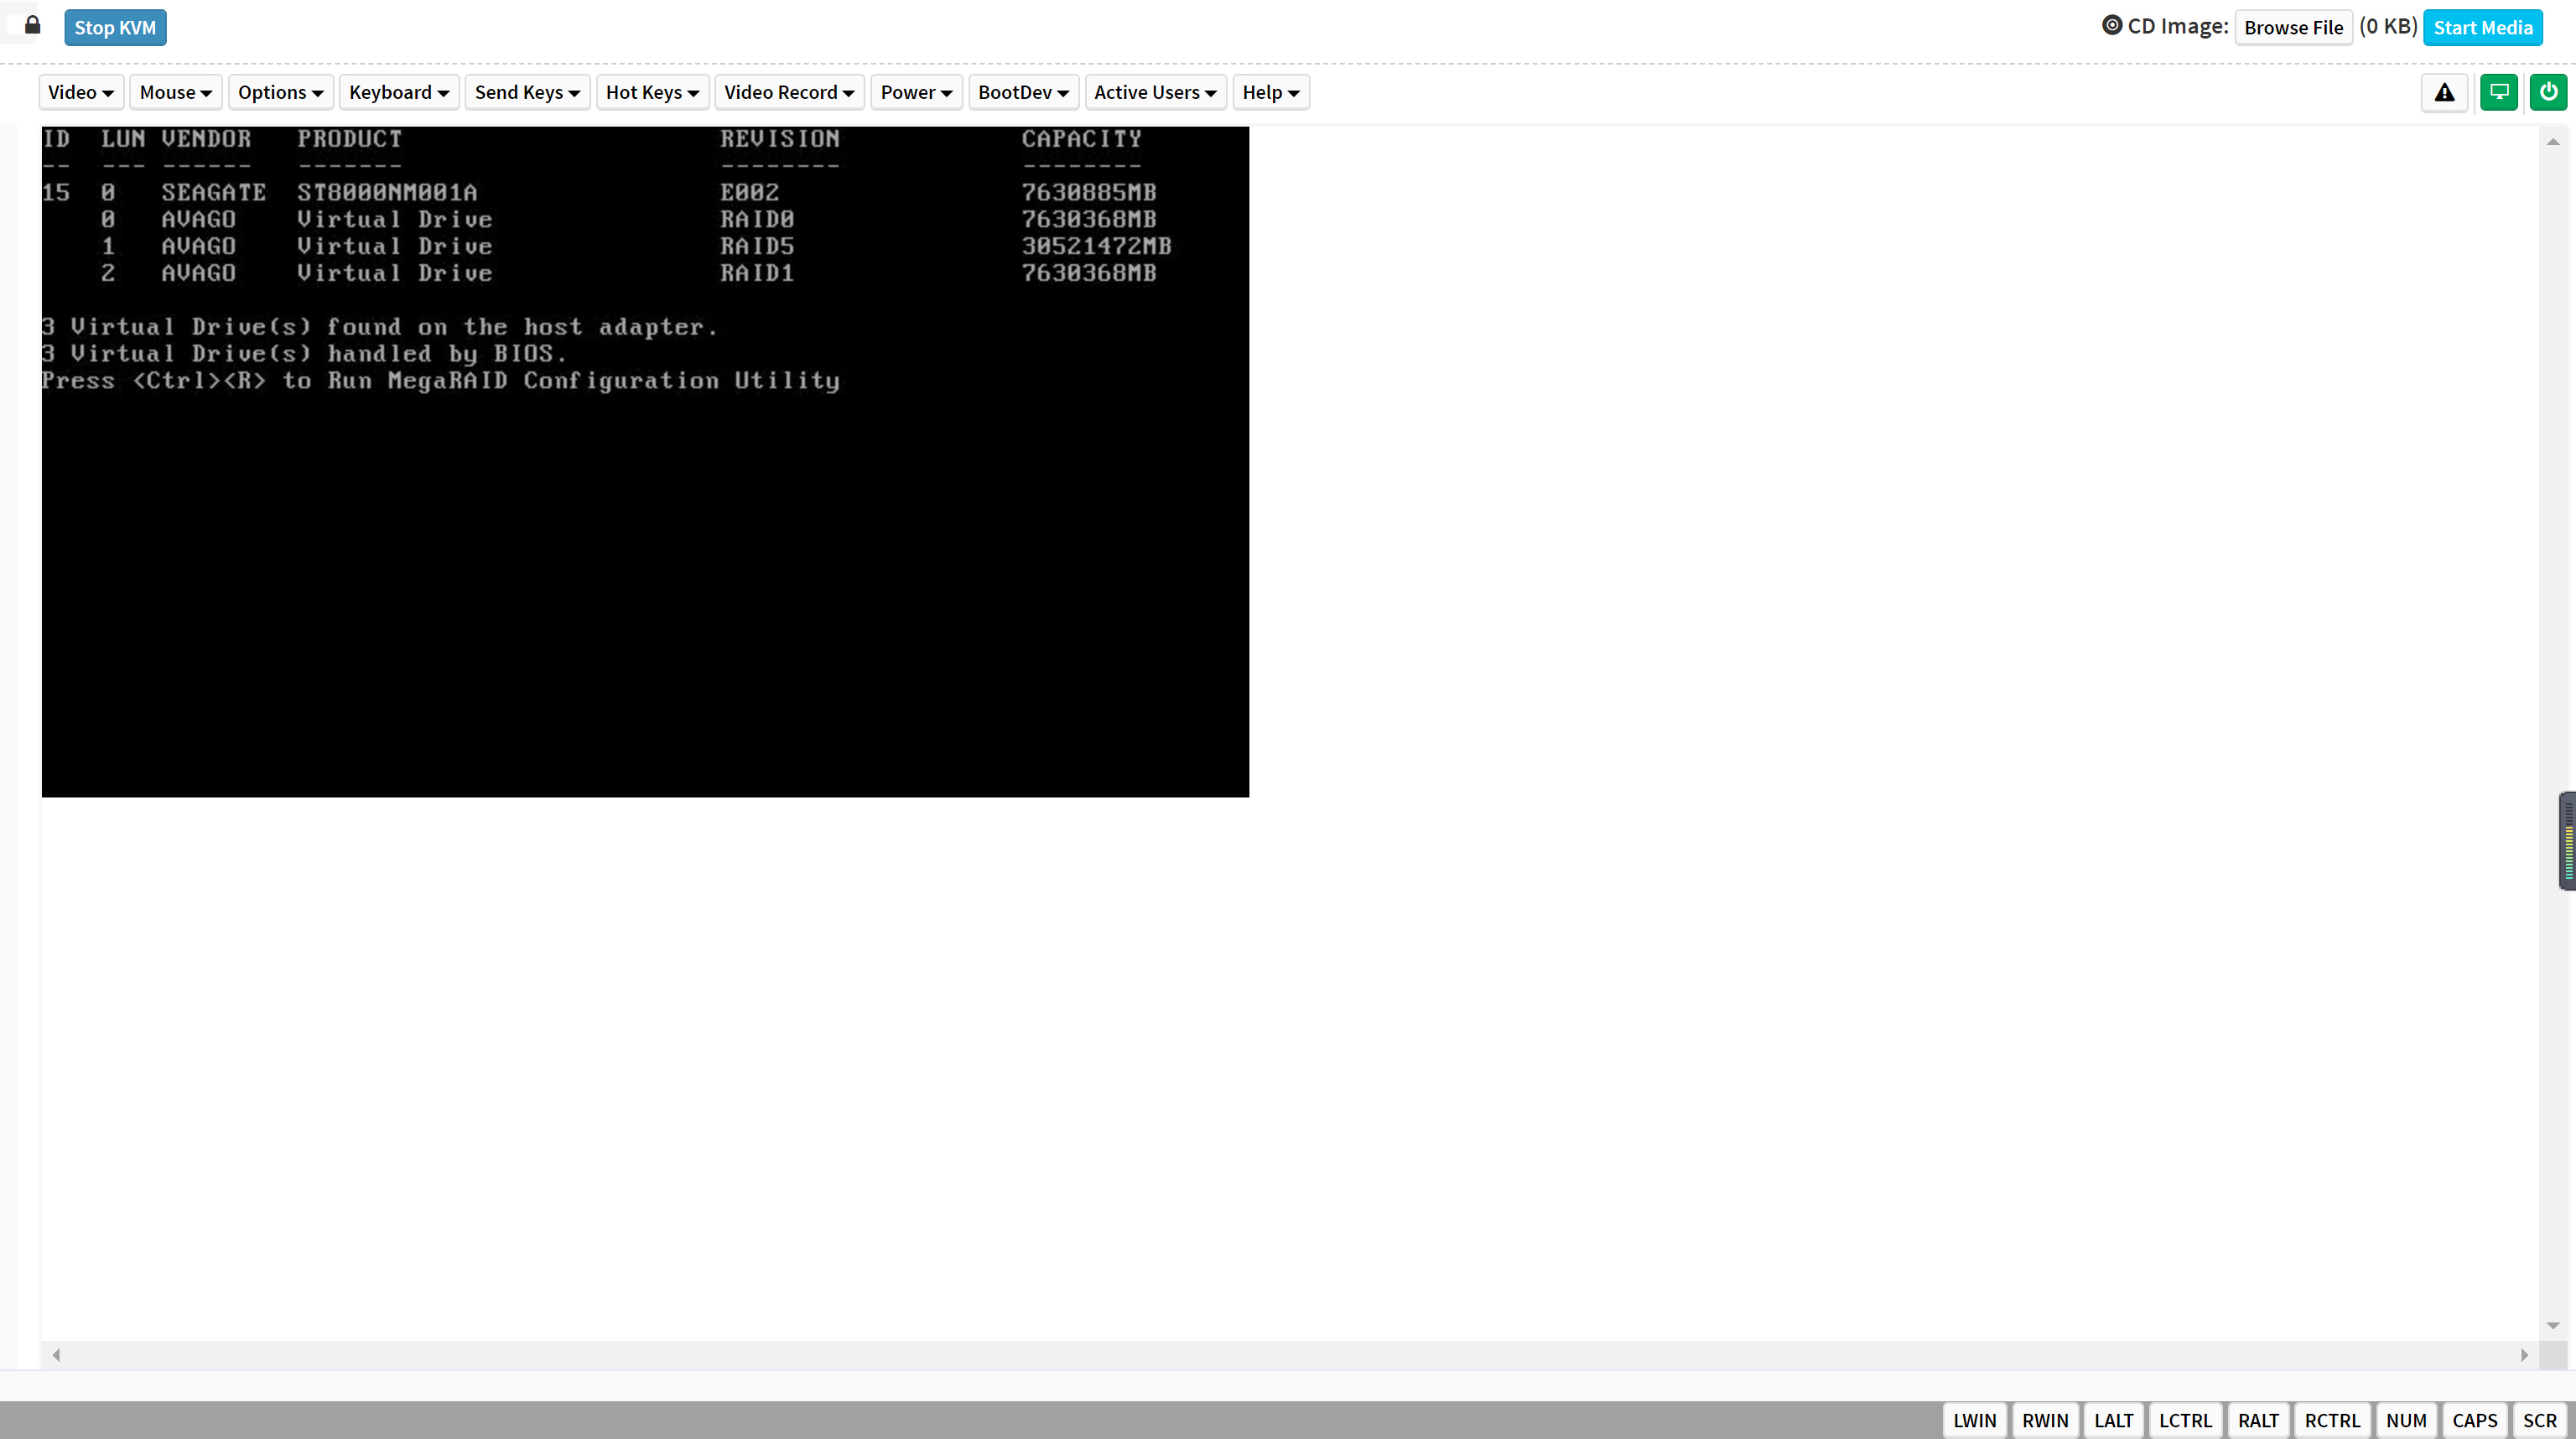 Stop KVM
CD Image: Browse File (0 KB) Start Media
Video Mouse Options Keyboard Send Keys Hot Keys Video Record Power BootDev Active Users Help
ID LUN VENDOR PRODUCT REVISION CAPACITY
-- --- ------ ------- -------- --------
15 0 SEAGATE ST8000NM001A E002 7630885MB
0 AVAGO Virtual Drive RAID0 7630368MB
1 AVAGO Virtual Drive RAID5 30521472MB
2 AVAGO Virtual Drive RAID1 7630368MB
3 Virtual Drive(s) found on the host adapter.
3 Virtual Drive(s) handled by BIOS.
Press <Ctrl><R> to Run MegaRAID Configuration Utility
LWIN RWIN LALT LCTRL RALT RCTRL NUM CAPS SCR